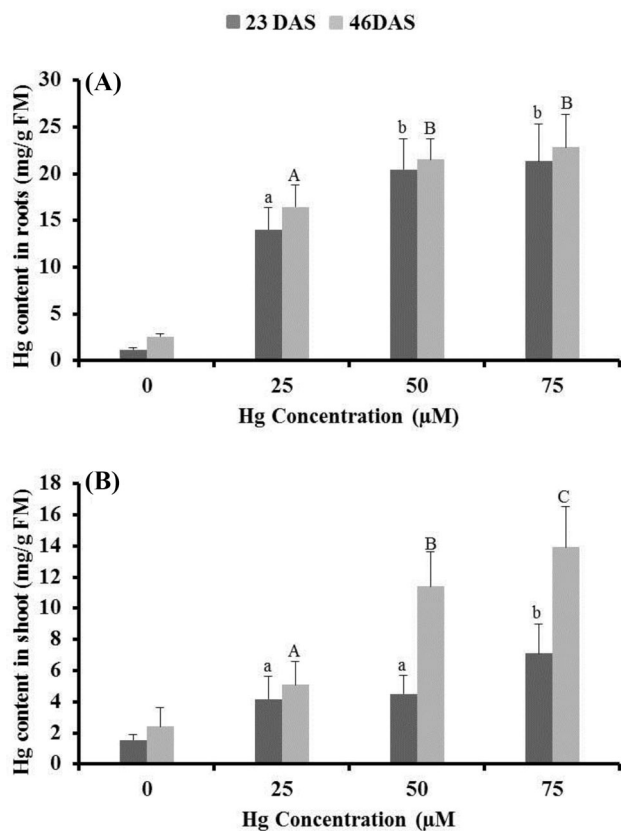 23 DAS 46DAS
(A)
Hg content in roots (mg/g FM)
30
25
20
15
10
5
0
a A b B b B
0 25 50 75
Hg Concentration (µM)
(B)
Hg content in shoot (mg/g FM)
18
16
14
12
10
8
6
4
2
0
a A a B b C
0 25 50 75
Hg Concentration (µM